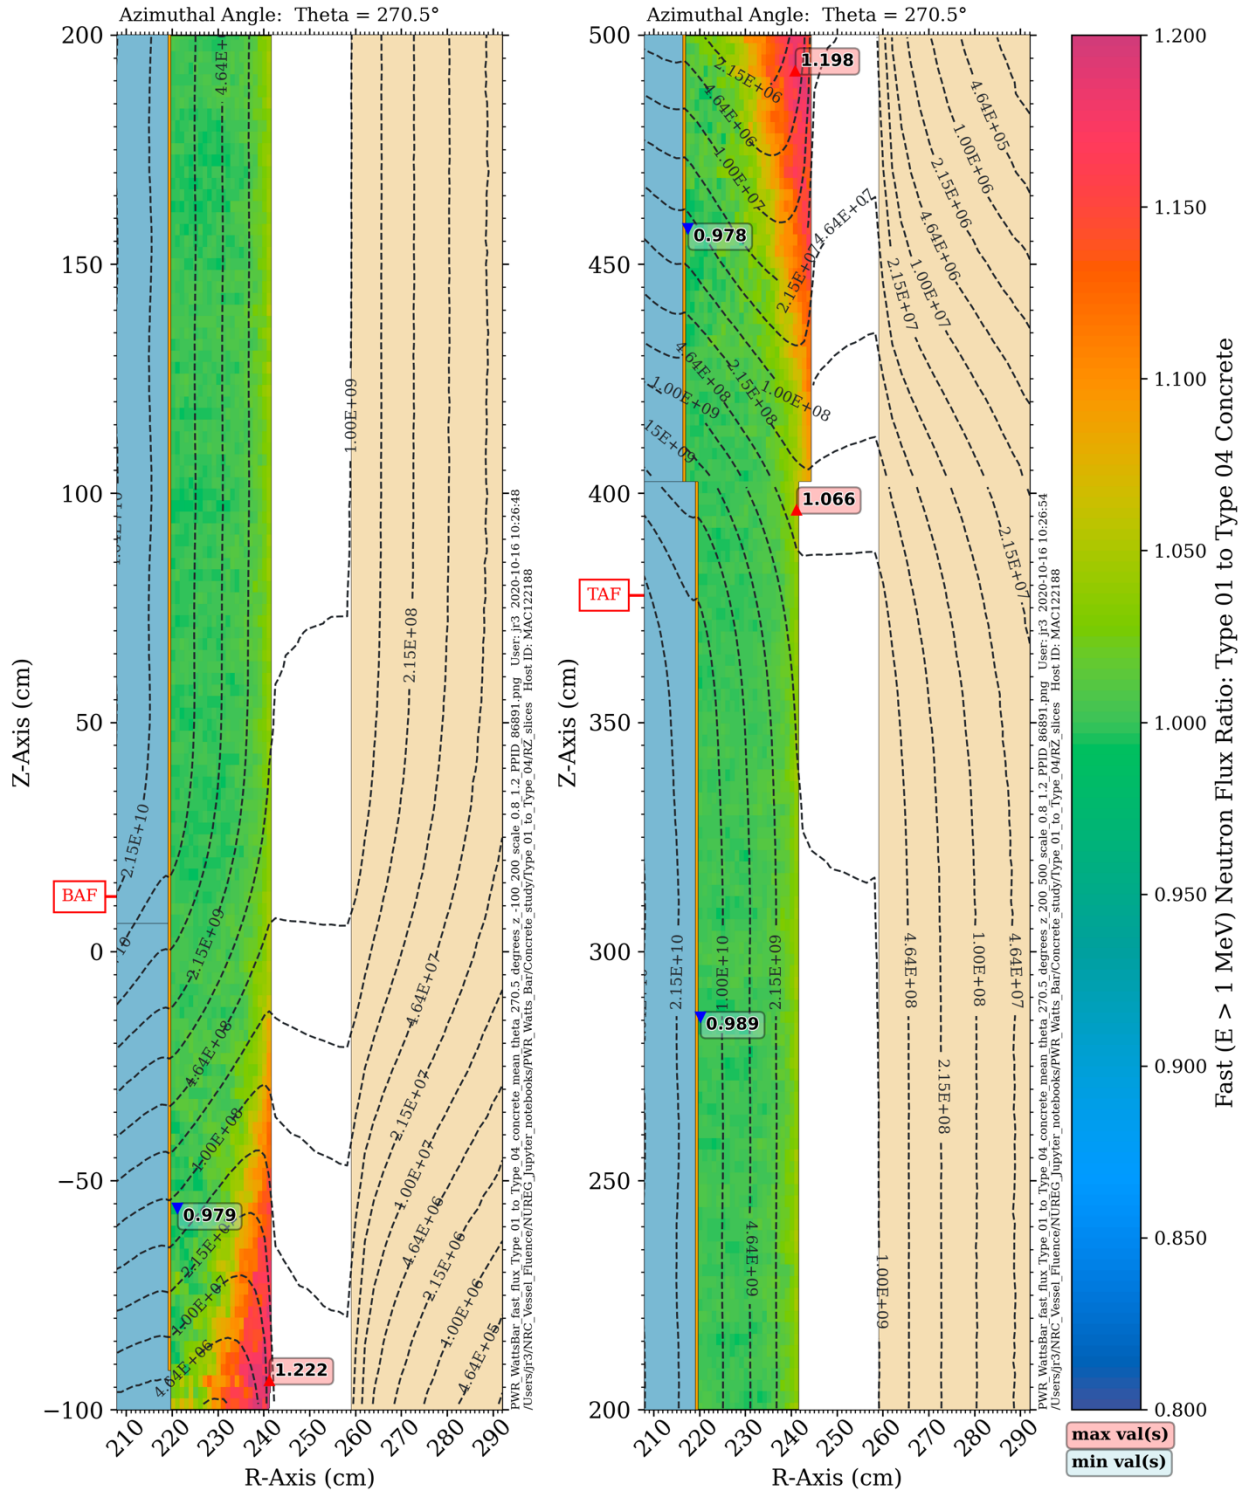 Azimuthal Angle:  Theta = 270.5°
200
150
100
50
0
−50
−100
Z-Axis (cm)
BAF
4.64E+
1.00E+09
2.15E+08
2.15E+10
2.15E+09
4.64E+08
4.64E+07
1.00E+08
2.15E+07
0.979
1.00E+07
1.00E+07
4.64E+06
4.64E+06
2.15E+06
1.00E+06
4.64E+05
1.222
210
220
230
240
250
260
270
280
290
R-Axis (cm)
PWR_WattsBar_fast_flux_Type_01_to_Type_04_concrete_mean_theta_270.5_degrees_z_-100_200_scale_0.8_1.2_PPID_86891.png   User: jr3  2020-10-16 10:26:48
/Users/jr3/NRC_Vessel_Fluence/NUREG_Jupyter_notebooks/PWR_Watts_Bar/Concrete_study/Type_01_to_Type_04/RZ_slices  Host ID: MAC122188
Azimuthal Angle:  Theta = 270.5°
500
450
400
350
300
250
200
Z-Axis (cm)
TAF
1.198
2.15E+06
4.64E+06
1.00E+07
0.978
2.15E+07
4.64E+07
4.64E+05
1.00E+06
2.15E+06
4.64E+06
1.00E+07
2.15E+07
4.64E+08
2.15E+08
1.00E+08
1.00E+09
15E+09
1.066
2.15E+07
2.15E+10
1.00E+10
2.15E+09
4.64E+08
1.00E+08
4.64E+07
0.989
2.15E+08
4.64E+09
1.00E+09
210
220
230
240
250
260
270
280
290
R-Axis (cm)
PWR_WattsBar_fast_flux_Type_01_to_Type_04_concrete_mean_theta_270.5_degrees_z_200_500_scale_0.8_1.2_PPID_86891.png   User: jr3  2020-10-16 10:26:54
/Users/jr3/NRC_Vessel_Fluence/NUREG_Jupyter_notebooks/PWR_Watts_Bar/Concrete_study/Type_01_to_Type_04/RZ_slices  Host ID: MAC122188
1.200
1.150
1.100
1.050
1.000
0.950
0.900
0.850
0.800
Fast (E > 1 MeV) Neutron Flux Ratio: Type 01 to Type 04 Concrete
max val(s)
min val(s)